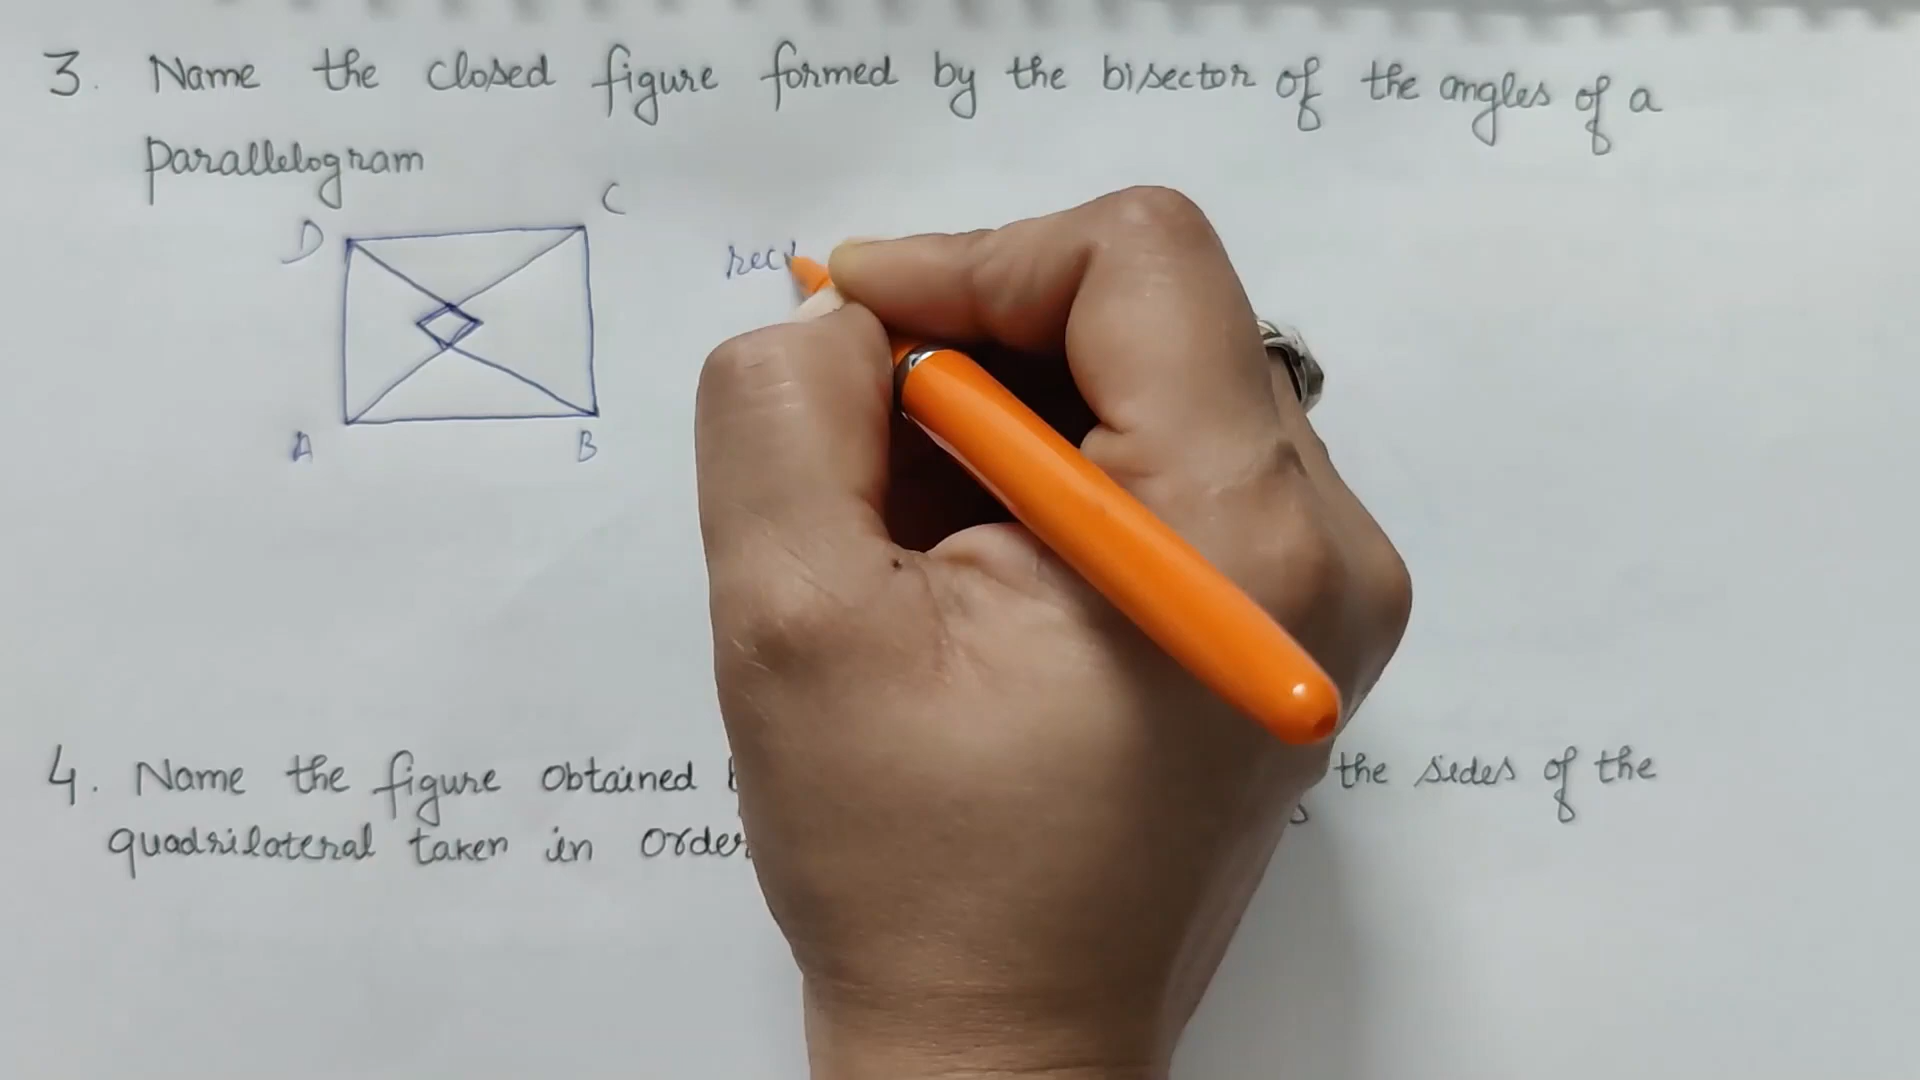 3. Name the closed figure formed by the bisector of the angles of a
parallelogram
D C
A B
4. Name the figure obtained the sides of the
quadrilateral taken in order